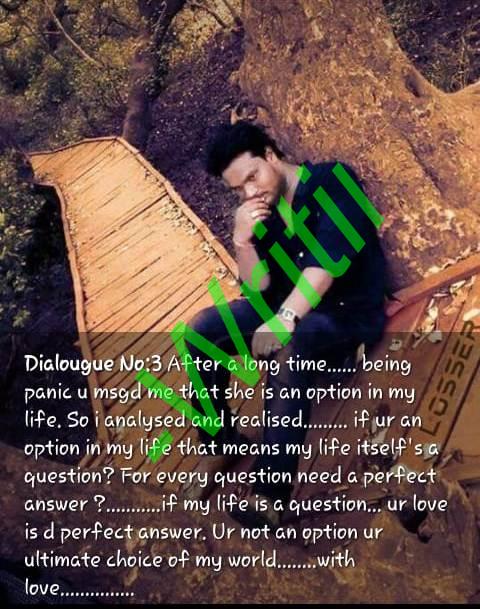 -Writii
LOSSER
Dialougue No:3 After a long time...... being
panic u msgd me that she is an option in my
life. So i analysed and realised......... if ur an
option in my life that means my life itself's a
question? For every question need a perfect
answer ?...........if my life is a question... ur love
is d perfect answer. Ur not an option ur
ultimate choice of my world........with
love...............